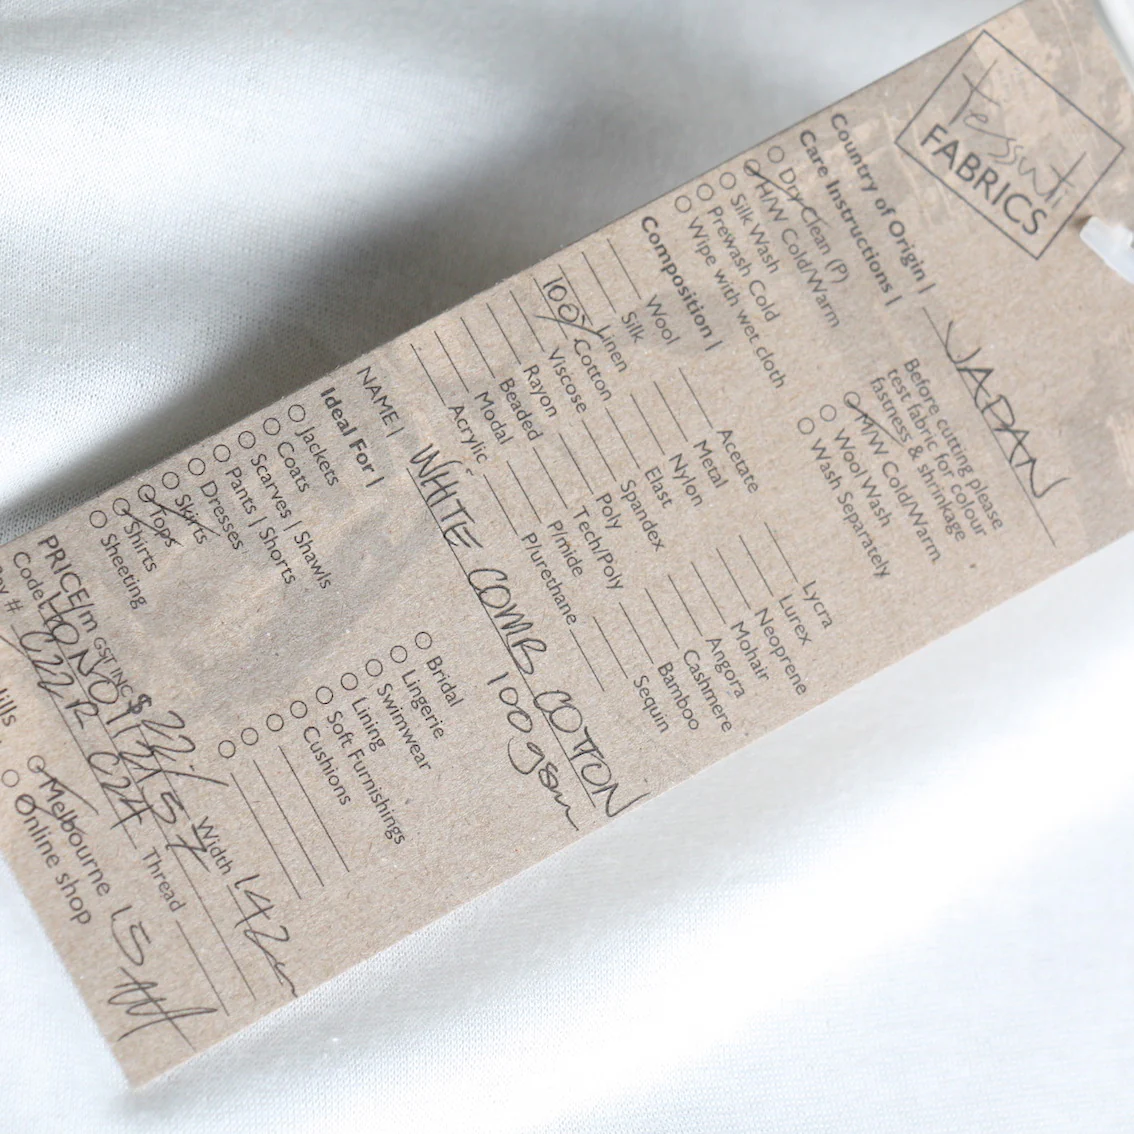 Tessuti
FABRICS
Country of Origin | JAPAN
Care Instructions |
Before cutting please
test fabric for colour
fastness & shrinkage
Dry Clean (P)
H/W Cold/Warm
Silk Wash
Prewash Cold
Wipe with wet cloth
M/W Cold/Warm
Wool Wash
Wash Separately
Composition |
Wool
Silk
Linen
100% Cotton
Viscose
Rayon
Beaded
Modal
Acrylic
Acetate
Metal
Nylon
Elast
Spandex
Poly
Tech/Poly
P/mide
P/urethane
Lycra
Lurex
Neoprene
Mohair
Angora
Cashmere
Bamboo
Sequin
NAME | WHITE COMB COTTON
100gsm
Ideal For |
Jackets
Coats
Scarves | Shawls
Pants | Shorts
Dresses
Skirts
Tops
Shirts
Sheeting
Bridal
Lingerie
Swimwear
Lining
Soft Furnishings
Cushions
PRICE/m GST INC $22 Width 142
Code
Thread
Melbourne
Online shop